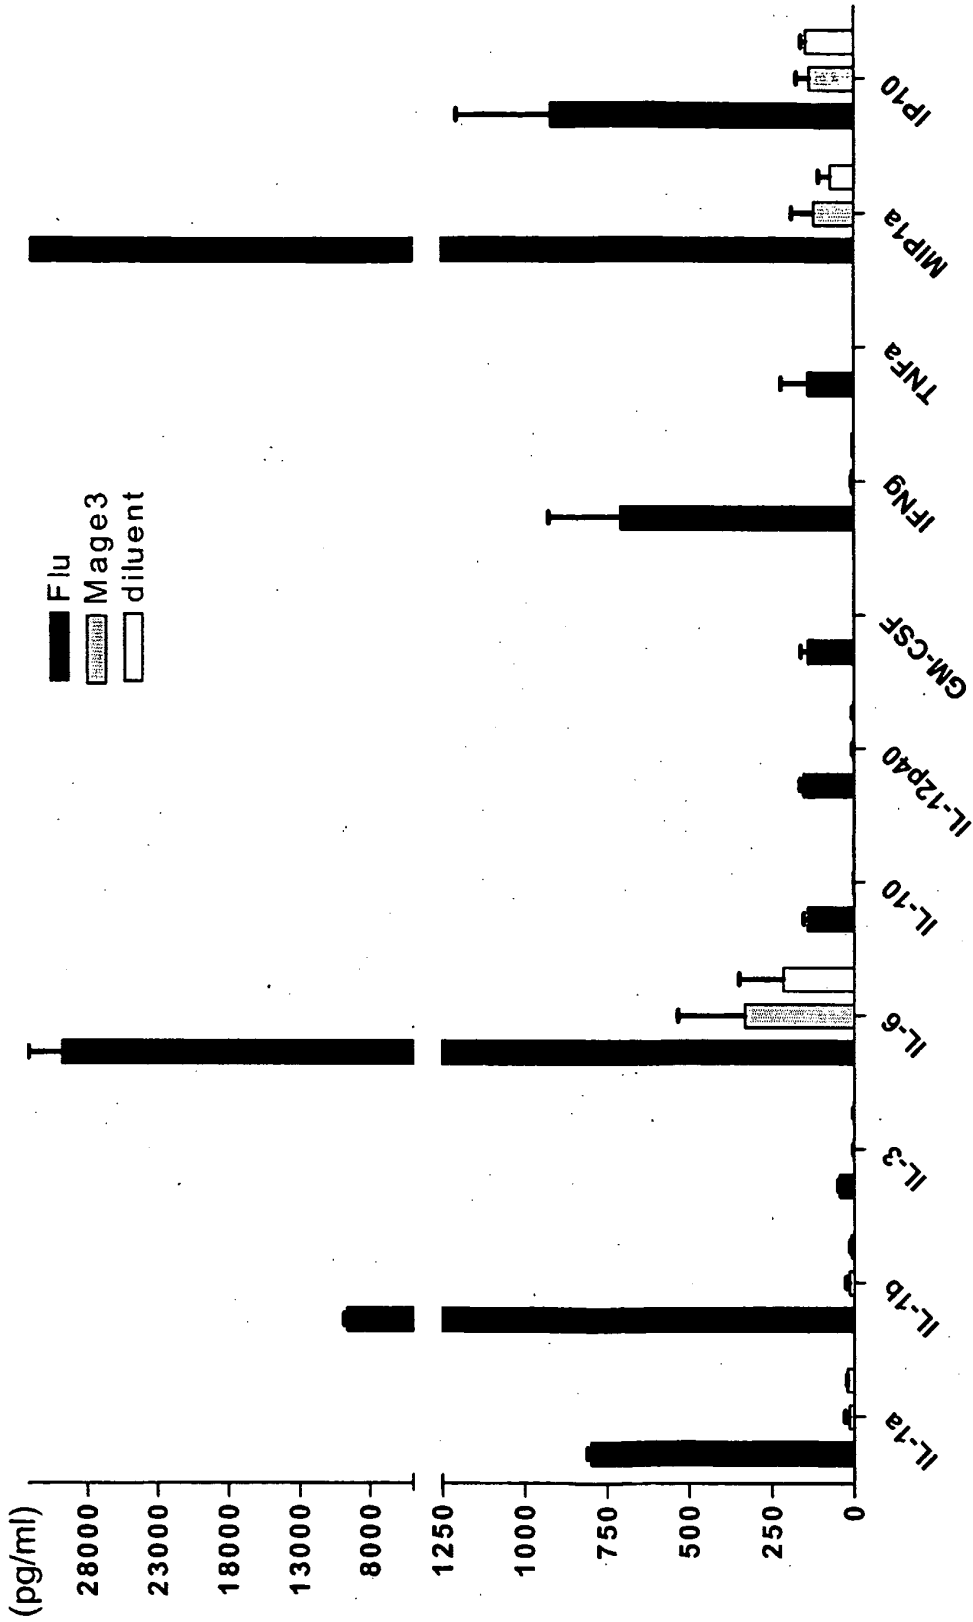 (pg/ml)
28000
23000
18000
13000
8000
1250
1000
750
500
250
0
Flu
Mage3
diluent
IL-1a
IL-1b
IL-3
IL-6
IL-10
IL-12p40
GM-CSF
IFNg
TNFa
MIP1a
IP10